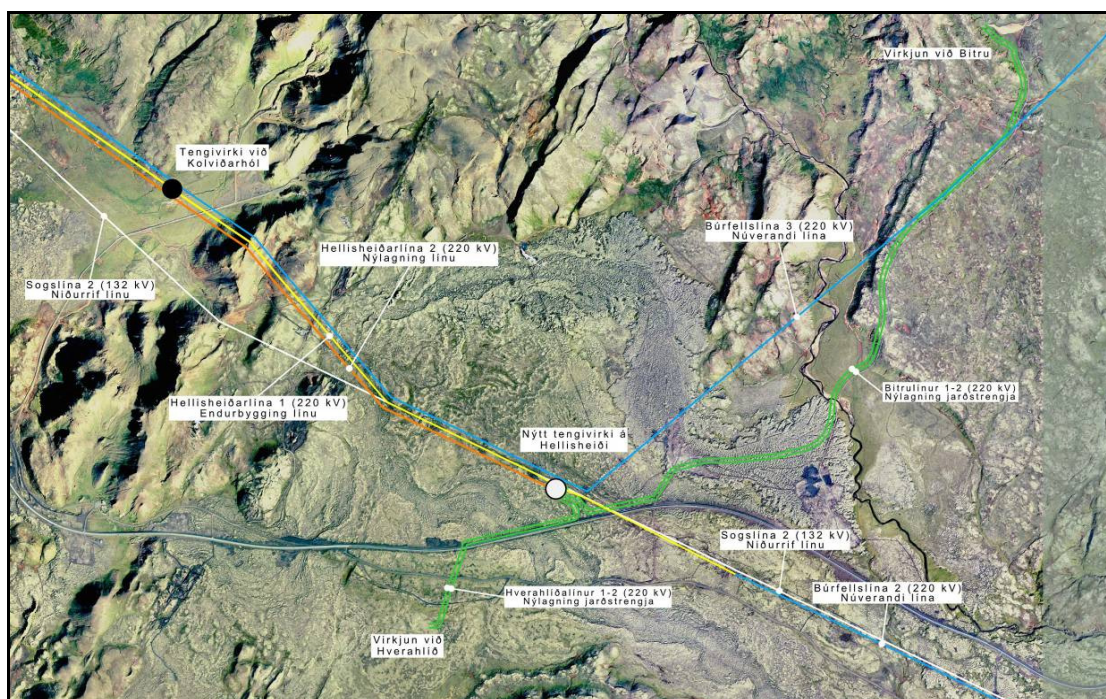 Virkjun við Bitru
Tengivirki við
Kolviðarhól
Hellisheiðarlína 2 (220 kV)
Nýlagning línu
Búrfellslína 3 (220 kV)
Núverandi lína
Sogslína 2 (132 kV)
Niðurrif línu
Hellisheiðarlína 1 (220 kV)
Endurbygging línu
Bitrulínur 1-2 (220 kV)
Nýlagning jarðstrengja
Nýtt tengivirki á
Hellisheiði
Sogslína 2 (132 kV)
Niðurrif línu
Hverahlíðalínur 1-2 (220 kV)
Nýlagning jarðstrengja
Búrfellslína 2 (220 kV)
Núverandi lína
Virkjun við
Hverahlíð